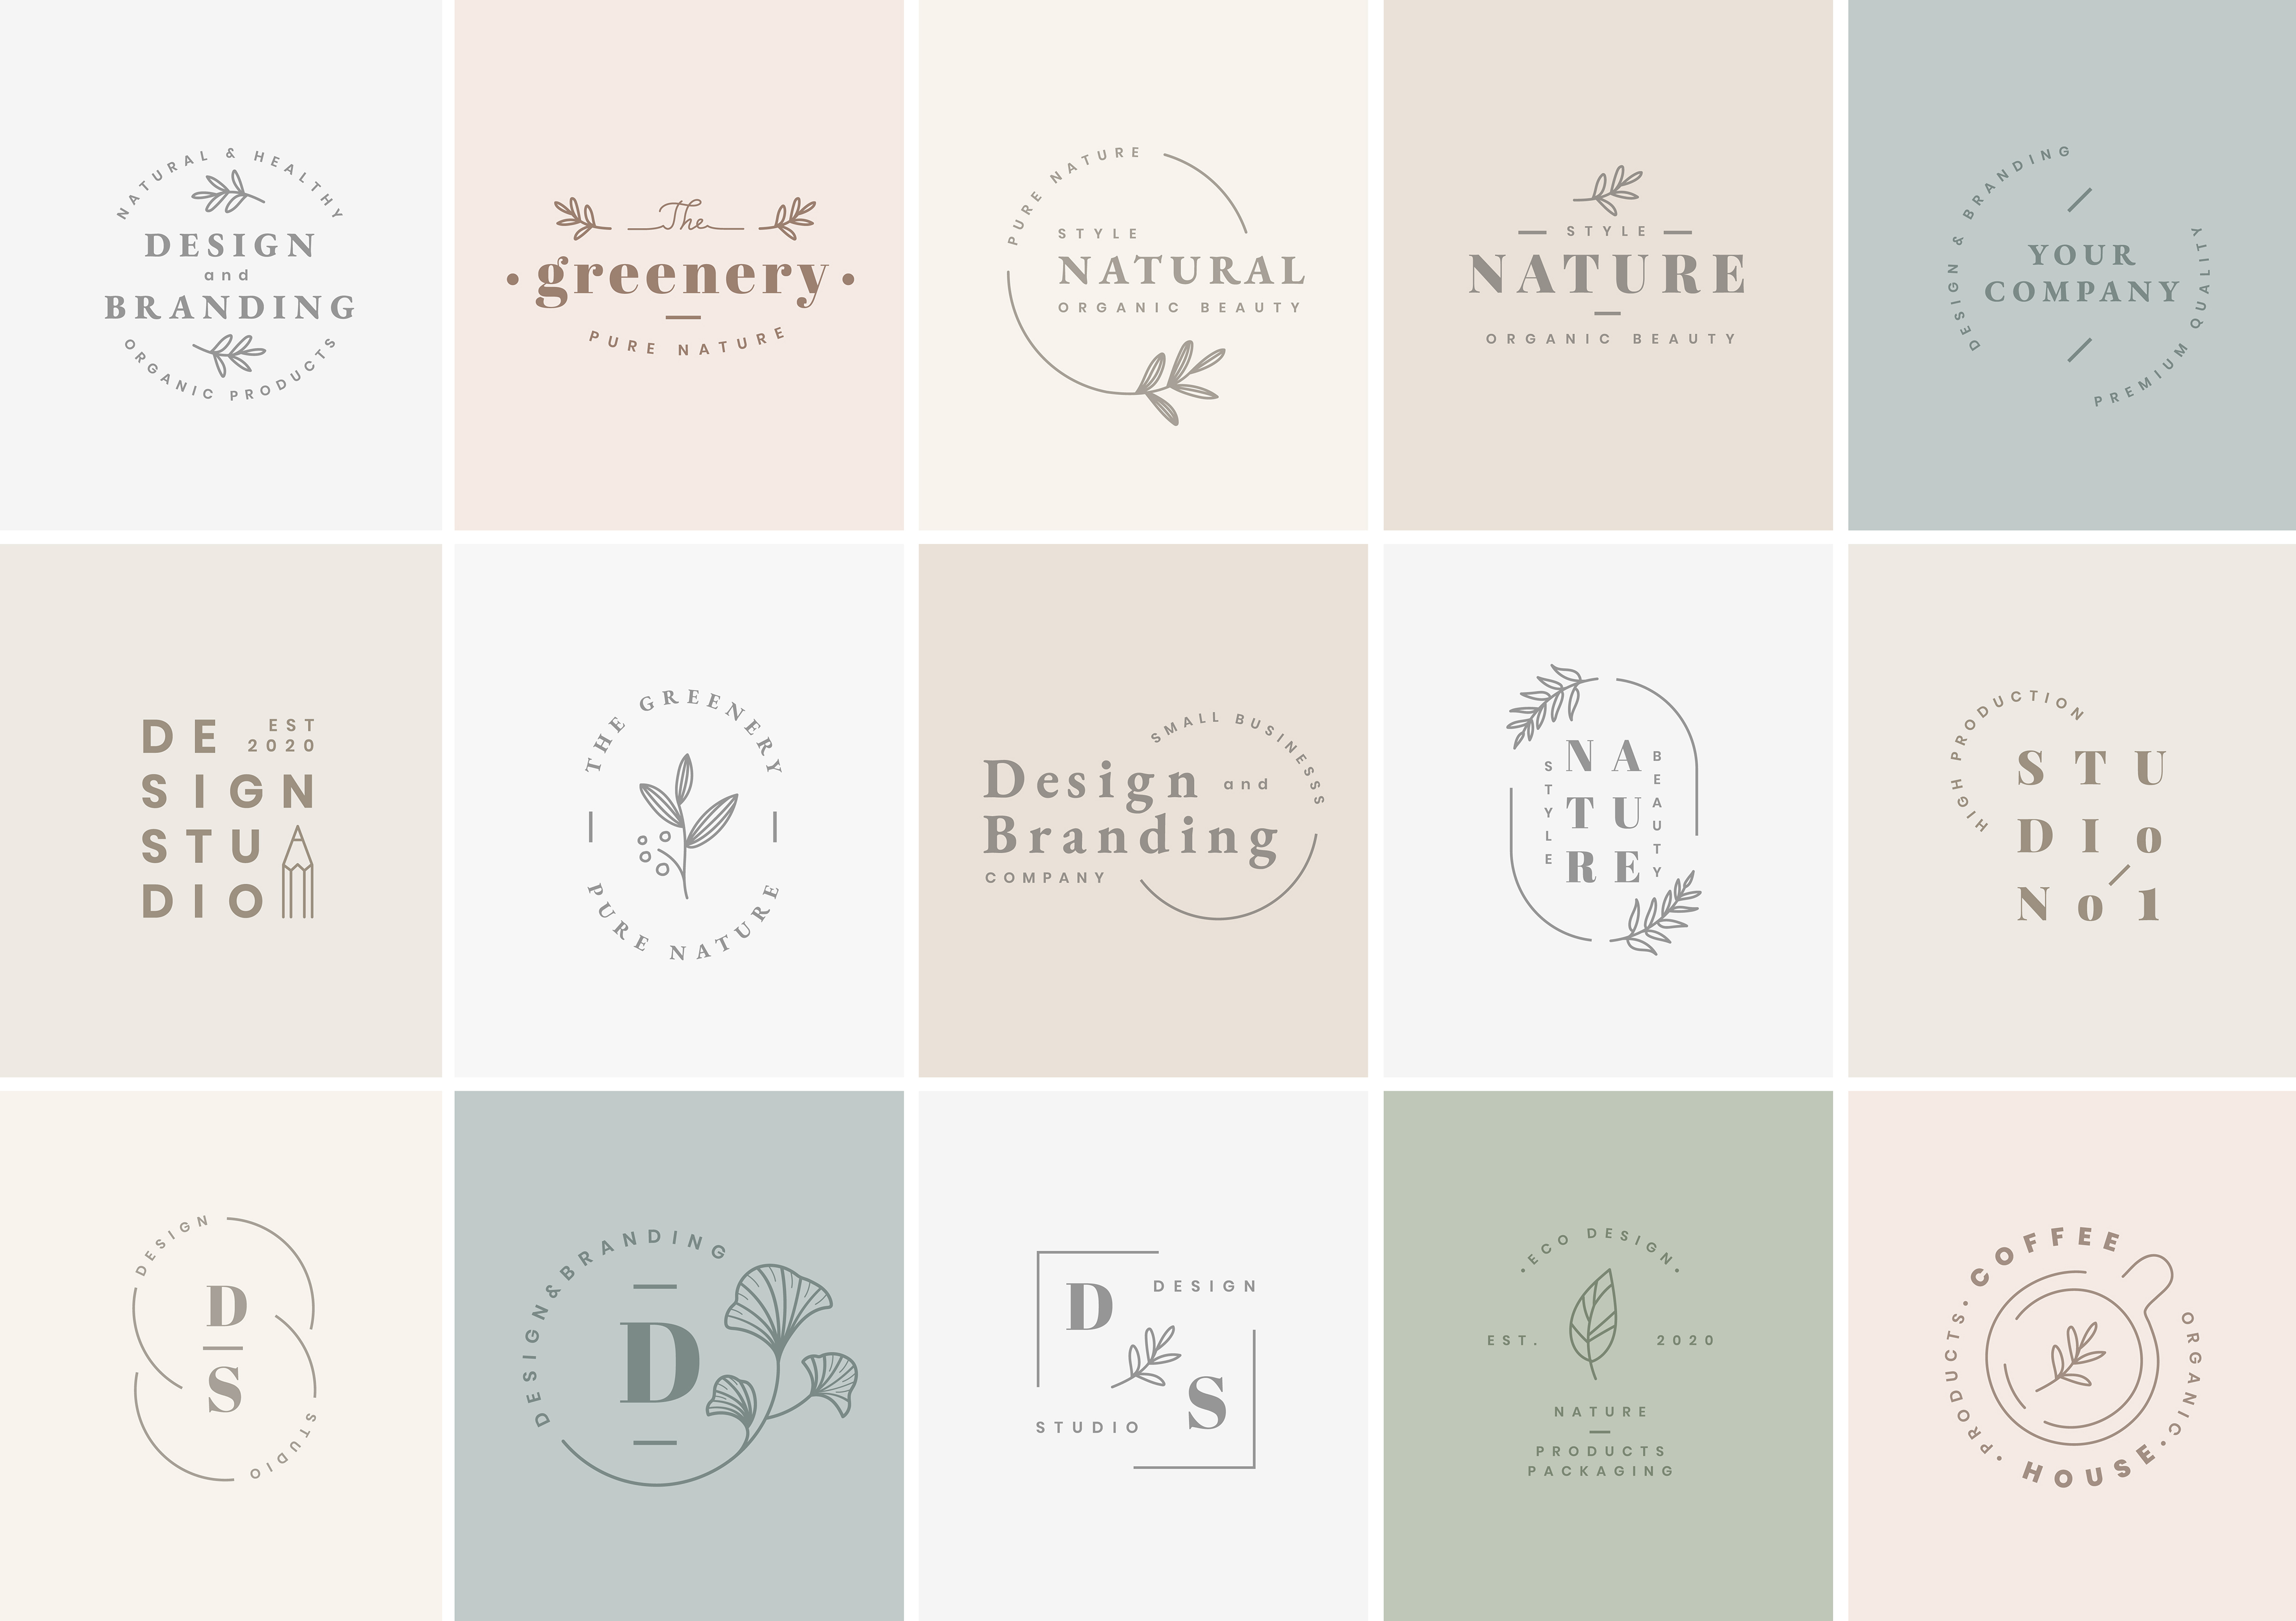 NATURAL & HEALTHY
DESIGN
and
BRANDING
ORGANIC PRODUCTS
The
• greenery •
PURE NATURE
PURE NATURE
STYLE
NATURAL
ORGANIC BEAUTY
STYLE
NATURE
ORGANIC BEAUTY
DESIGN & BRANDING
YOUR
COMPANY
PREMIUM QUALITY
DE
EST
2020
SIGN
STU
DIO
THE GREENERY
PURE NATURE
SMALL BUSINESSS
Design and
Branding
COMPANY
STYLE
NA
TU
RE
BEAUTY
HIGH PRODUCTION
STU
DIo
No1
DESIGN
D
S
STUDIO
DESIGN&BRANDING
D
D
DESIGN
STUDIO
S
•ECO DESIGN•
EST. 2020
NATURE
PRODUCTS
PACKAGING
COFFEE
ORGANIC
HOUSE
PRODUCTS